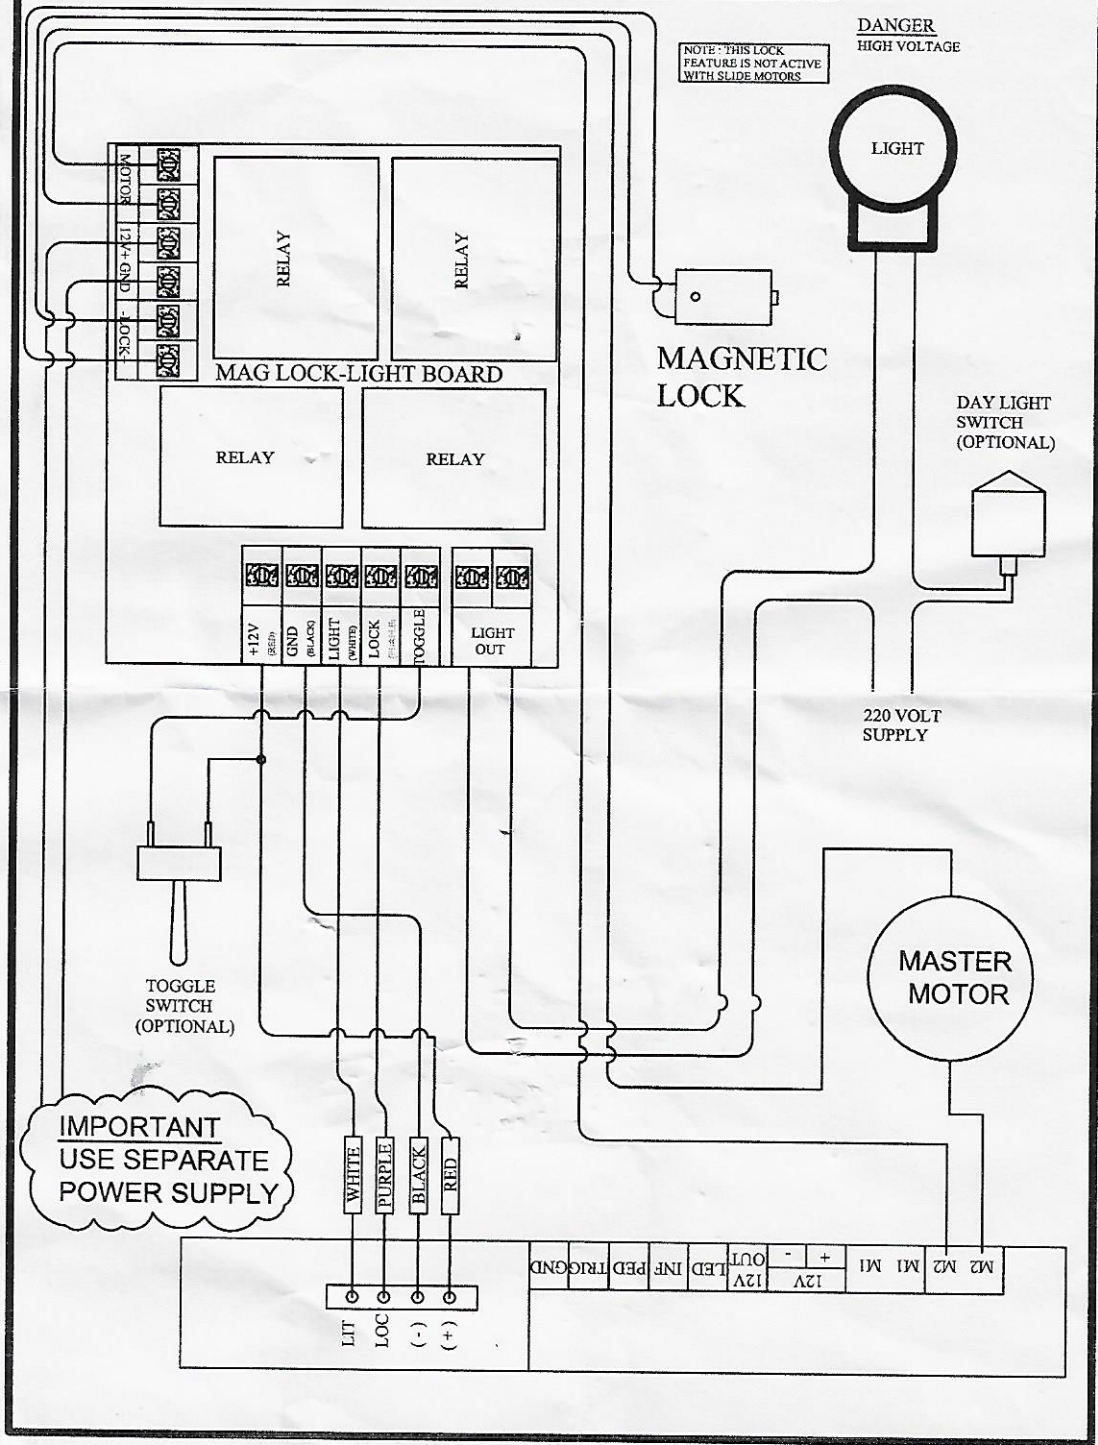 DANGER
HIGH VOLTAGE
NOTE : THIS LOCK
FEATURE IS NOT ACTIVE
WITH SLIDE MOTORS
LIGHT
MOTOR
12V+ GND
-LOCK-
RELAY
RELAY
MAG LOCK-LIGHT BOARD
RELAY
RELAY
MAGNETIC
LOCK
DAY LIGHT
SWITCH
(OPTIONAL)
+12V
(RED)
GND
(BLACK)
LIGHT
(WHITE)
LOCK
TOGGLE
LIGHT
OUT
220 VOLT
SUPPLY
TOGGLE
SWITCH
(OPTIONAL)
MASTER
MOTOR
IMPORTANT
USE SEPARATE
POWER SUPPLY
WHITE
PURPLE
BLACK
RED
GND
TRIG
PED
INF
LED
12V
OUT
12V
-
+
M1
M1
M2
M2
LIT
LOC
(-)
(+)